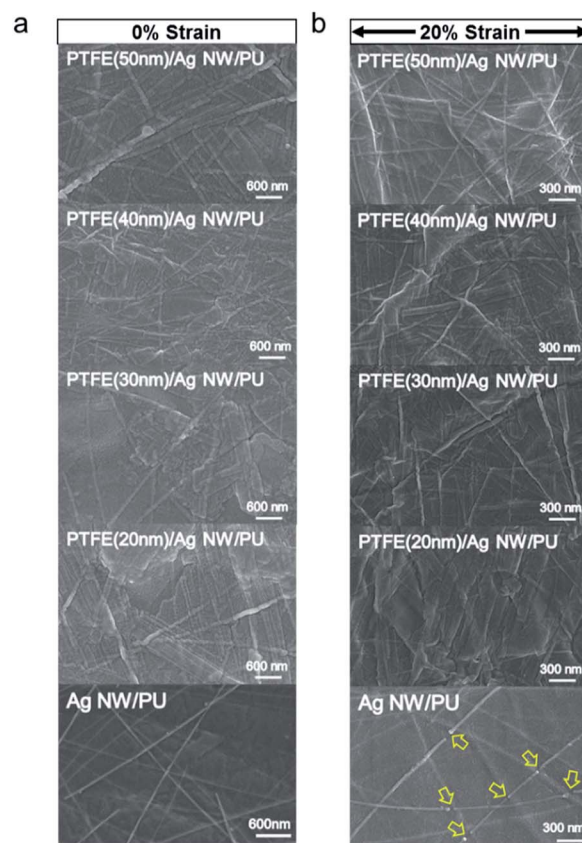 a
0% Strain
PTFE(50nm)/Ag NW/PU
600 nm
PTFE(40nm)/Ag NW/PU
600 nm
PTFE(30nm)/Ag NW/PU
600 nm
PTFE(20nm)/Ag NW/PU
600 nm
Ag NW/PU
600nm
b
20% Strain
PTFE(50nm)/Ag NW/PU
300 nm
PTFE(40nm)/Ag NW/PU
300 nm
PTFE(30nm)/Ag NW/PU
300 nm
PTFE(20nm)/Ag NW/PU
300 nm
Ag NW/PU
300 nm